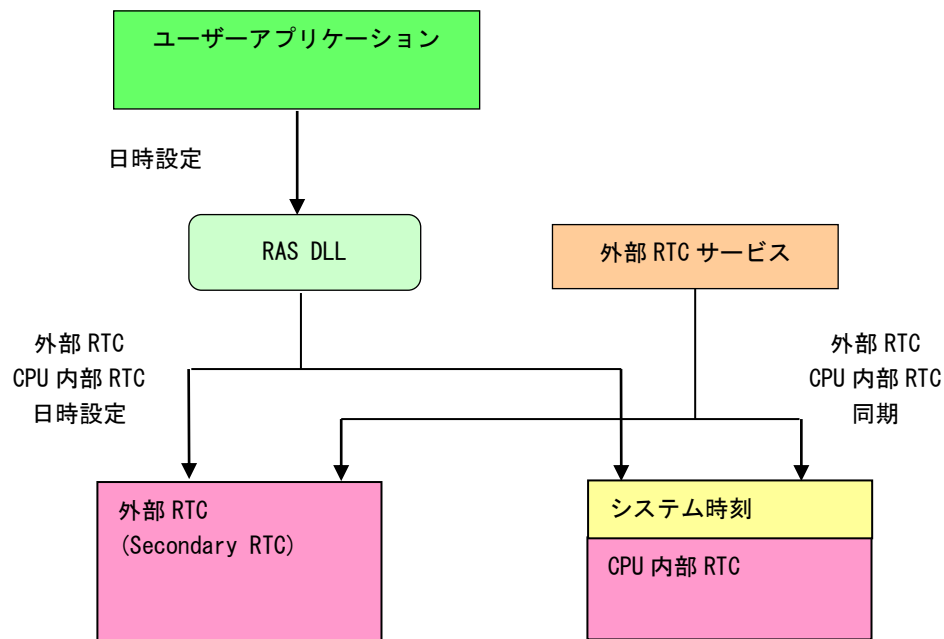 ユーザーアプリケーション
日時設定
RAS DLL
外部 RTC サービス
外部 RTC
CPU 内部 RTC
日時設定
外部 RTC
CPU 内部 RTC
同期
外部 RTC
(Secondary RTC)
システム時刻
CPU 内部 RTC